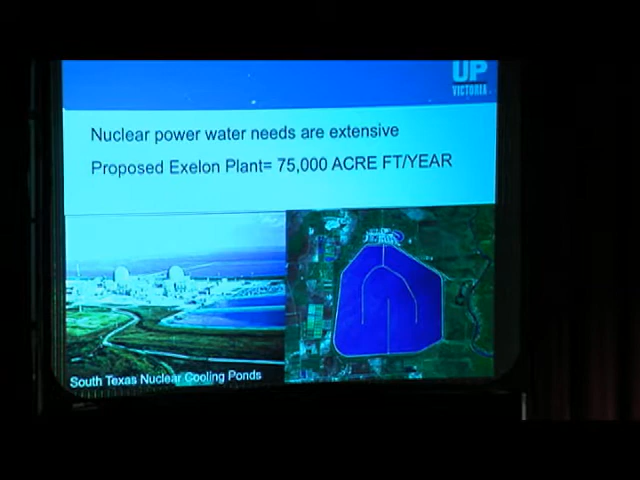 UP
VICTORIA
Nuclear power water needs are extensive
Proposed Exelon Plant= 75,000 ACRE FT/YEAR
South Texas Nuclear Cooling Ponds